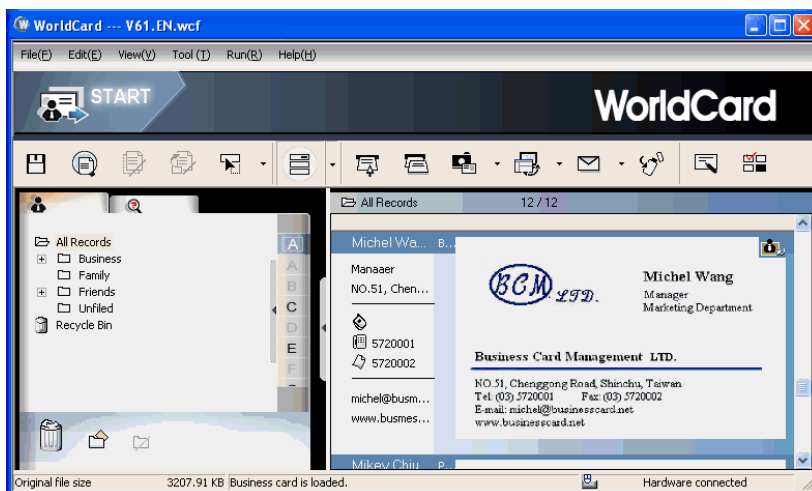 WorldCard --- V61.EN.wcf
File(F) Edit(E) View(V) Tool (T) Run(R) Help(H)
START
WorldCard
All Records 12 / 12
All Records
Business
Family
Friends
Unfiled
Recycle Bin
A
A
B
C
D
E
F
Michel Wa... B...
Manaaer
NO.51, Chen...
5720001
5720002
michel@busm...
www.busmes...
BCM. LTD.
Michel Wang
Manager
Marketing Department
Business Card Management LTD.
NO.51, Chenggong Road, Shinchu, Taiwan
Tel: (03) 5720001 Fax: (03) 5720002
E-mail: michel@businesscard.net
www.businesscard.net
Mikey Chiu P...
Original file size 3207.91 KB Business card is loaded. Hardware connected